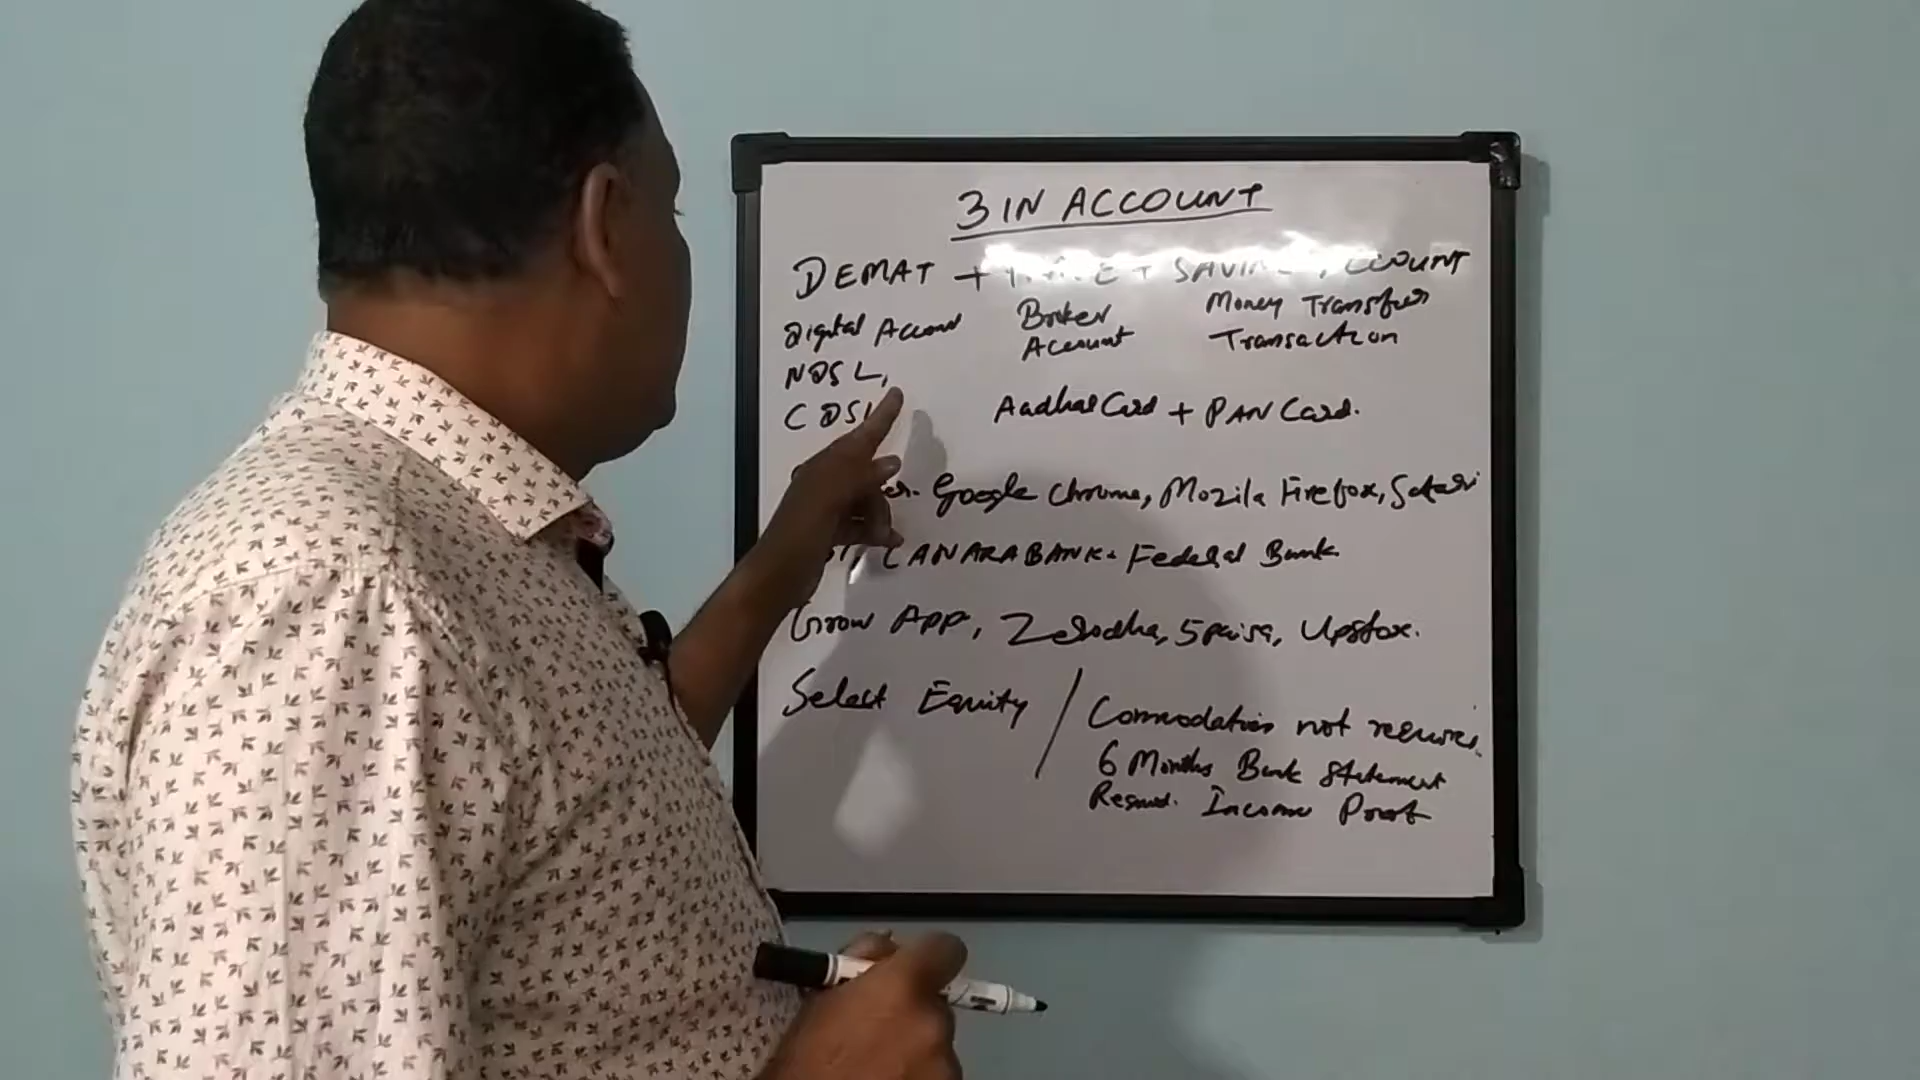 3 IN ACCOUNT
DEMAT + + SAVING ACCOUNT
Digital Account Broker Account Money Transfer Transaction
NDSL,
CDSL Aadhar Card + PAN Card.
Google Chrome, Mozila Firefox, Safari
CANARA BANK. Federal Bank.
Grow App, Zerodha, 5paisa, Upstox.
Select Equity / Commodaties not required.
6 Months Bank Statement
Income Proof